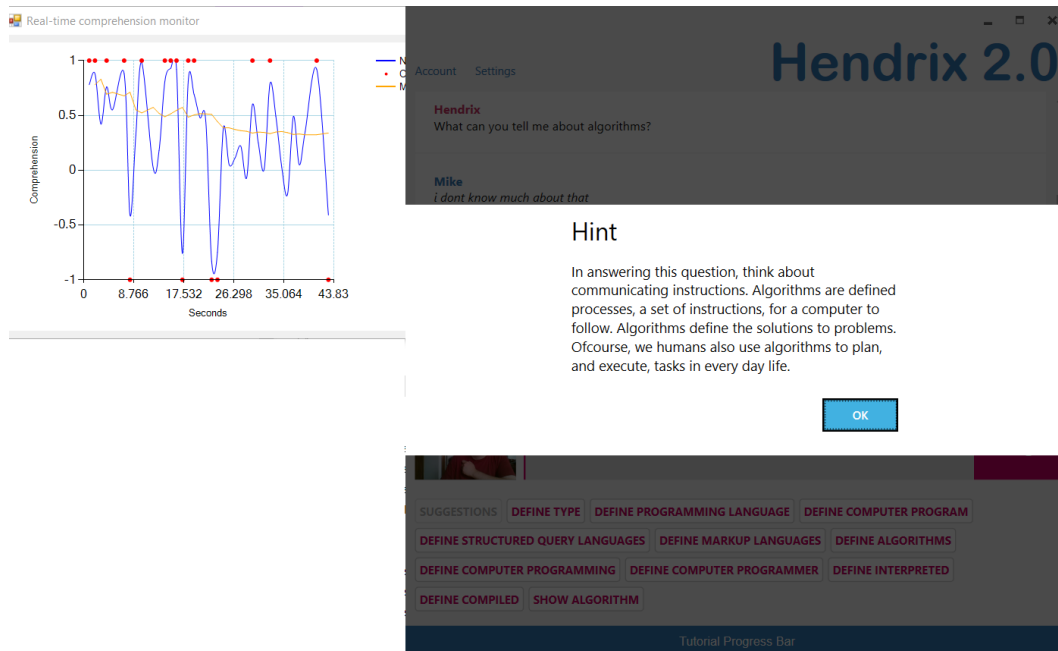 Real-time comprehension monitor
1
0.5
0
-0.5
-1
Comprehension
0 8.766 17.532 26.298 35.064 43.83
Seconds
N
C
M
Hendrix 2.0
Account Settings
Hendrix
What can you tell me about algorithms?
Mike
i dont know much about that
Hint
In answering this question, think about
communicating instructions. Algorithms are defined
processes, a set of instructions, for a computer to
follow. Algorithms define the solutions to problems.
Ofcourse, we humans also use algorithms to plan,
and execute, tasks in every day life.
OK
SUGGESTIONS DEFINE TYPE DEFINE PROGRAMMING LANGUAGE DEFINE COMPUTER PROGRAM
DEFINE STRUCTURED QUERY LANGUAGES DEFINE MARKUP LANGUAGES DEFINE ALGORITHMS
DEFINE COMPUTER PROGRAMMING DEFINE COMPUTER PROGRAMMER DEFINE INTERPRETED
DEFINE COMPILED SHOW ALGORITHM
Tutorial Progress Bar